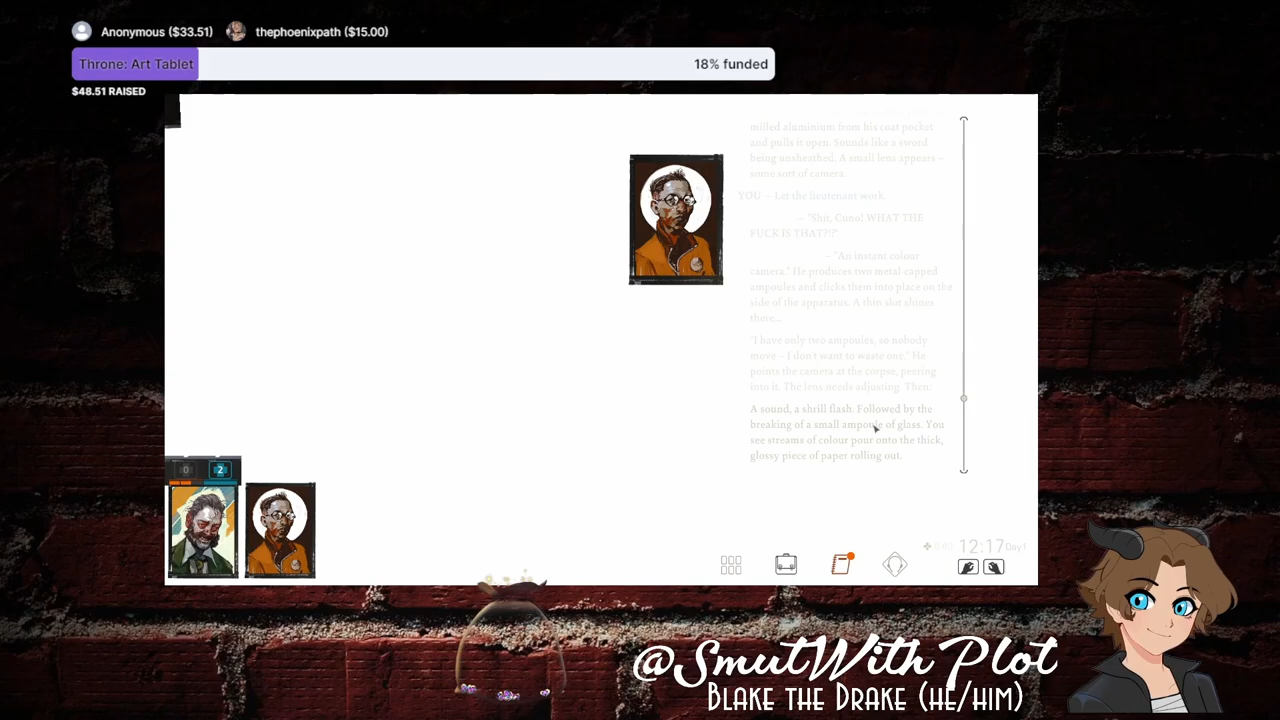 Anonymous ($33.51) thephoenixpath ($15.00)
Throne: Art Tablet 18% funded
$48.51 RAISED
milled aluminium from his coat pocket
and pulls it open. Sounds like a sword
being unsheathed. A small lens appears –
some sort of camera.
YOU – Let the lieutenant work.
– "Shit, Cuno! WHAT THE
FUCK IS THAT?!?"
– "An instant colour
camera." He produces two metal-capped
ampoules and clicks them into place on the
side of the apparatus. A thin slot shines
there...
"I have only two ampoules, so nobody
move – I don't want to waste one." He
points the camera at the corpse, peering
into it. The lens needs adjusting. Then:
A sound, a shrill flash. Followed by the
breaking of a small ampoule of glass. You
see streams of colour pour onto the thick,
glossy piece of paper rolling out.
0 2
12:17 Day1
@SmutWithPlot
BLAKE THE DRAKE (HE/HIM)